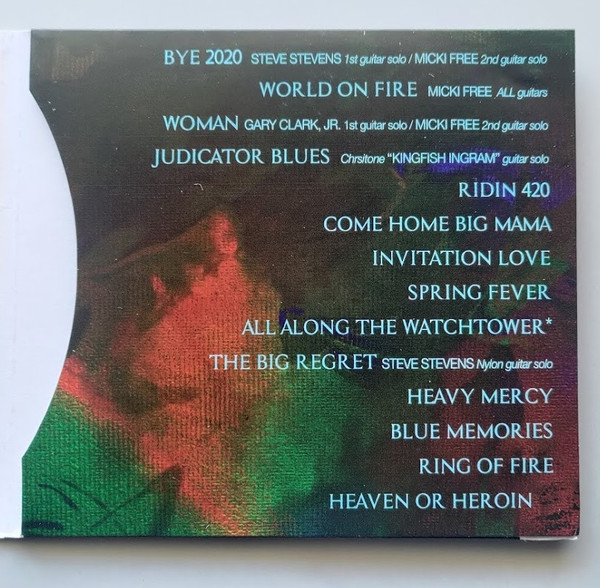 BYE 2020 STEVE STEVENS 1st guitar solo / MICKI FREE 2nd guitar solo
WORLD ON FIRE MICKI FREE ALL guitars
WOMAN GARY CLARK, JR. 1st guitar solo / MICKI FREE 2nd guitar solo
JUDICATOR BLUES Chrsitone "KINGFISH INGRAM" guitar solo
RIDIN 420
COME HOME BIG MAMA
INVITATION LOVE
SPRING FEVER
ALL ALONG THE WATCHTOWER*
THE BIG REGRET STEVE STEVENS Nylon guitar solo
HEAVY MERCY
BLUE MEMORIES
RING OF FIRE
HEAVEN OR HEROIN